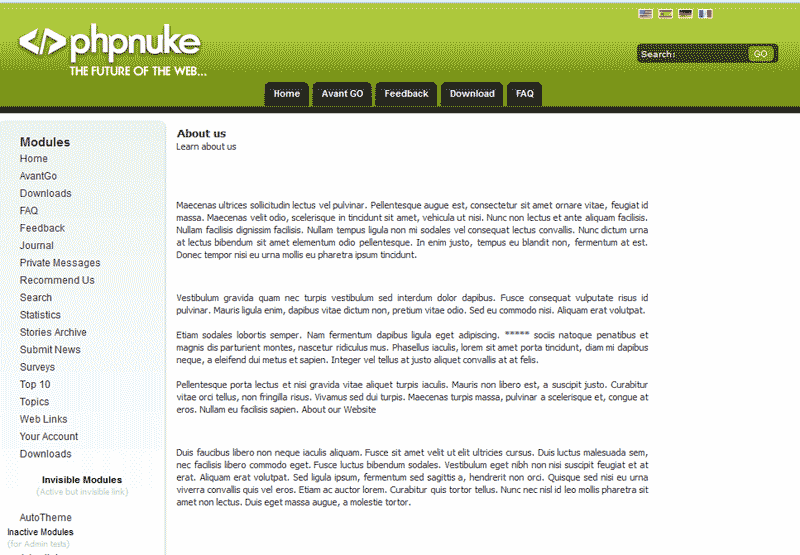 </>phpnuke
THE FUTURE OF THE WEB...
Search:
GO
Home
Avant GO
Feedback
Download
FAQ
Modules
Home
AvantGo
Downloads
FAQ
Feedback
Journal
Private Messages
Recommend Us
Search
Statistics
Stories Archive
Submit News
Surveys
Top 10
Topics
Web Links
Your Account
Downloads
Invisible Modules
(Active but invisible link)
AutoTheme
Inactive Modules
(for Admin tests)
About us
Learn about us
Maecenas ultrices sollicitudin lectus vel pulvinar. Pellentesque augue est, consectetur sit amet ornare vitae, feugiat id
massa. Maecenas velit odio, scelerisque in tincidunt sit amet, vehicula ut nisi. Nunc non lectus et ante aliquam facilisis.
Nullam facilisis dignissim facilisis. Nullam tempus ligula non mi sodales vel consequat lectus convallis. Nunc dictum urna
at lectus bibendum sit amet elementum odio pellentesque. In enim justo, tempus eu blandit non, fermentum at est.
Donec tempor nisi eu urna mollis eu pharetra ipsum tincidunt.
Vestibulum gravida quam nec turpis vestibulum sed interdum dolor dapibus. Fusce consequat vulputate risus id
pulvinar. Mauris ligula enim, dapibus vitae dictum non, pretium vitae odio. Sed eu commodo nisi. Aliquam erat volutpat.
Etiam sodales lobortis semper. Nam fermentum dapibus ligula eget adipiscing. ***** sociis natoque penatibus et
magnis dis parturient montes, nascetur ridiculus mus. Phasellus iaculis, lorem sit amet porta tincidunt, diam mi dapibus
neque, a eleifend dui metus et sapien. Integer vel tellus at justo aliquet convallis at at felis.
Pellentesque porta lectus et nisi gravida vitae aliquet turpis iaculis. Mauris non libero est, a suscipit justo. Curabitur
vitae orci tellus, non fringilla risus. Vivamus sed dui turpis. Maecenas turpis massa, pulvinar a scelerisque et, congue at
eros. Nullam eu facilisis sapien. About our Website
Duis faucibus libero non neque iaculis aliquam. Fusce sit amet velit ut elit ultricies cursus. Duis luctus malesuada sem,
nec facilisis libero commodo eget. Fusce luctus bibendum sodales. Vestibulum eget nibh non nisi suscipit feugiat et at
erat. Aliquam erat volutpat. Sed ligula ipsum, fermentum sed sagittis a, hendrerit non orci. Quisque sed nisi eu urna
viverra convallis quis vel eros. Etiam ac auctor lorem. Curabitur quis tortor tellus. Nunc nec nisl id leo mollis pharetra sit
amet non lectus. Duis eget massa augue, a molestie tortor.